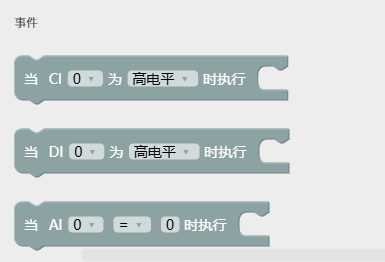 事件
当 CI 0 为 高电平 时执行
当 DI 0 为 高电平 时执行
当 AI 0 = 0 时执行